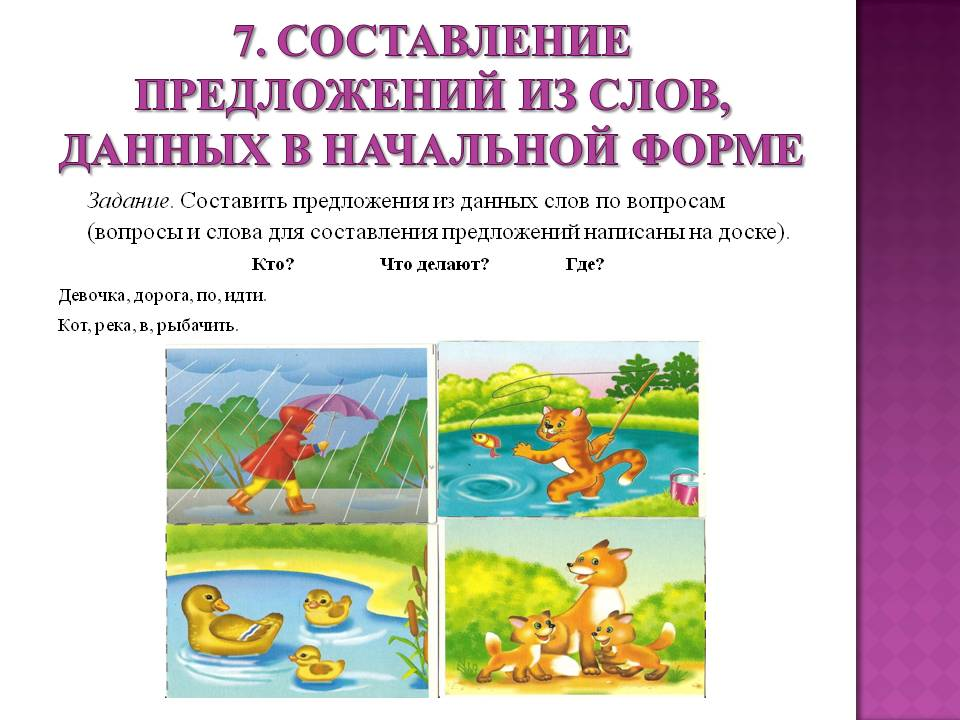 7. СОСТАВЛЕНИЕ
ПРЕДЛОЖЕНИЙ ИЗ СЛОВ,
ДАННЫХ В НАЧАЛЬНОЙ ФОРМЕ
Задание. Составить предложения из данных слов по вопросам
(вопросы и слова для составления предложений написаны на доске).
Кто? Что делают? Где?
Девочка, дорога, по, идти.
Кот, река, в, рыбачить.